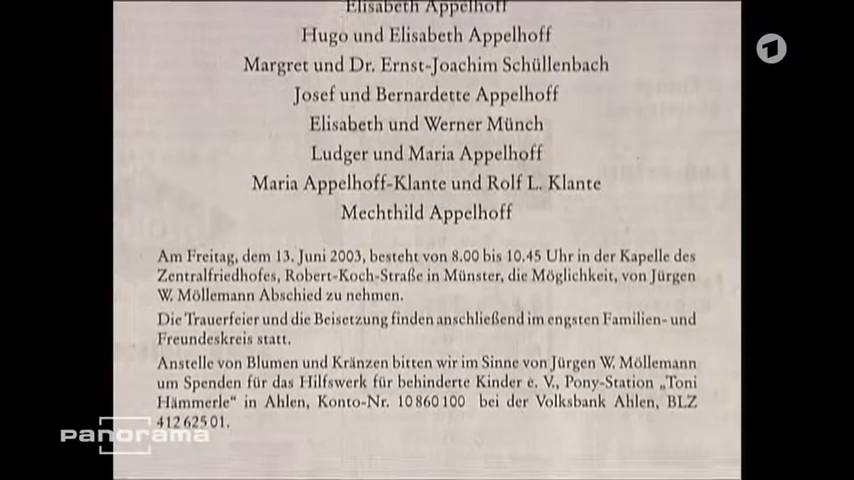 Elisabeth Appelhoff
Hugo und Elisabeth Appelhoff
Margret und Dr. Ernst-Joachim Schüllenbach
Josef und Bernardette Appelhoff
Elisabeth und Werner Münch
Ludger und Maria Appelhoff
Maria Appelhoff-Klante und Rolf L. Klante
Mechthild Appelhoff
Am Freitag, dem 13. Juni 2003, besteht von 8.00 bis 10.45 Uhr in der Kapelle des
Zentralfriedhofes, Robert-Koch-Straße in Münster, die Möglichkeit, von Jürgen
W. Möllemann Abschied zu nehmen.
Die Trauerfeier und die Beisetzung finden anschließend im engsten Familien- und
Freundeskreis statt.
Anstelle von Blumen und Kränzen bitten wir im Sinne von Jürgen W. Möllemann
um Spenden für das Hilfswerk für behinderte Kinder e. V., Pony-Station „Toni
Hämmerle“ in Ahlen, Konto-Nr. 10 860 100 bei der Volksbank Ahlen, BLZ
412 625 01.
panorama
1